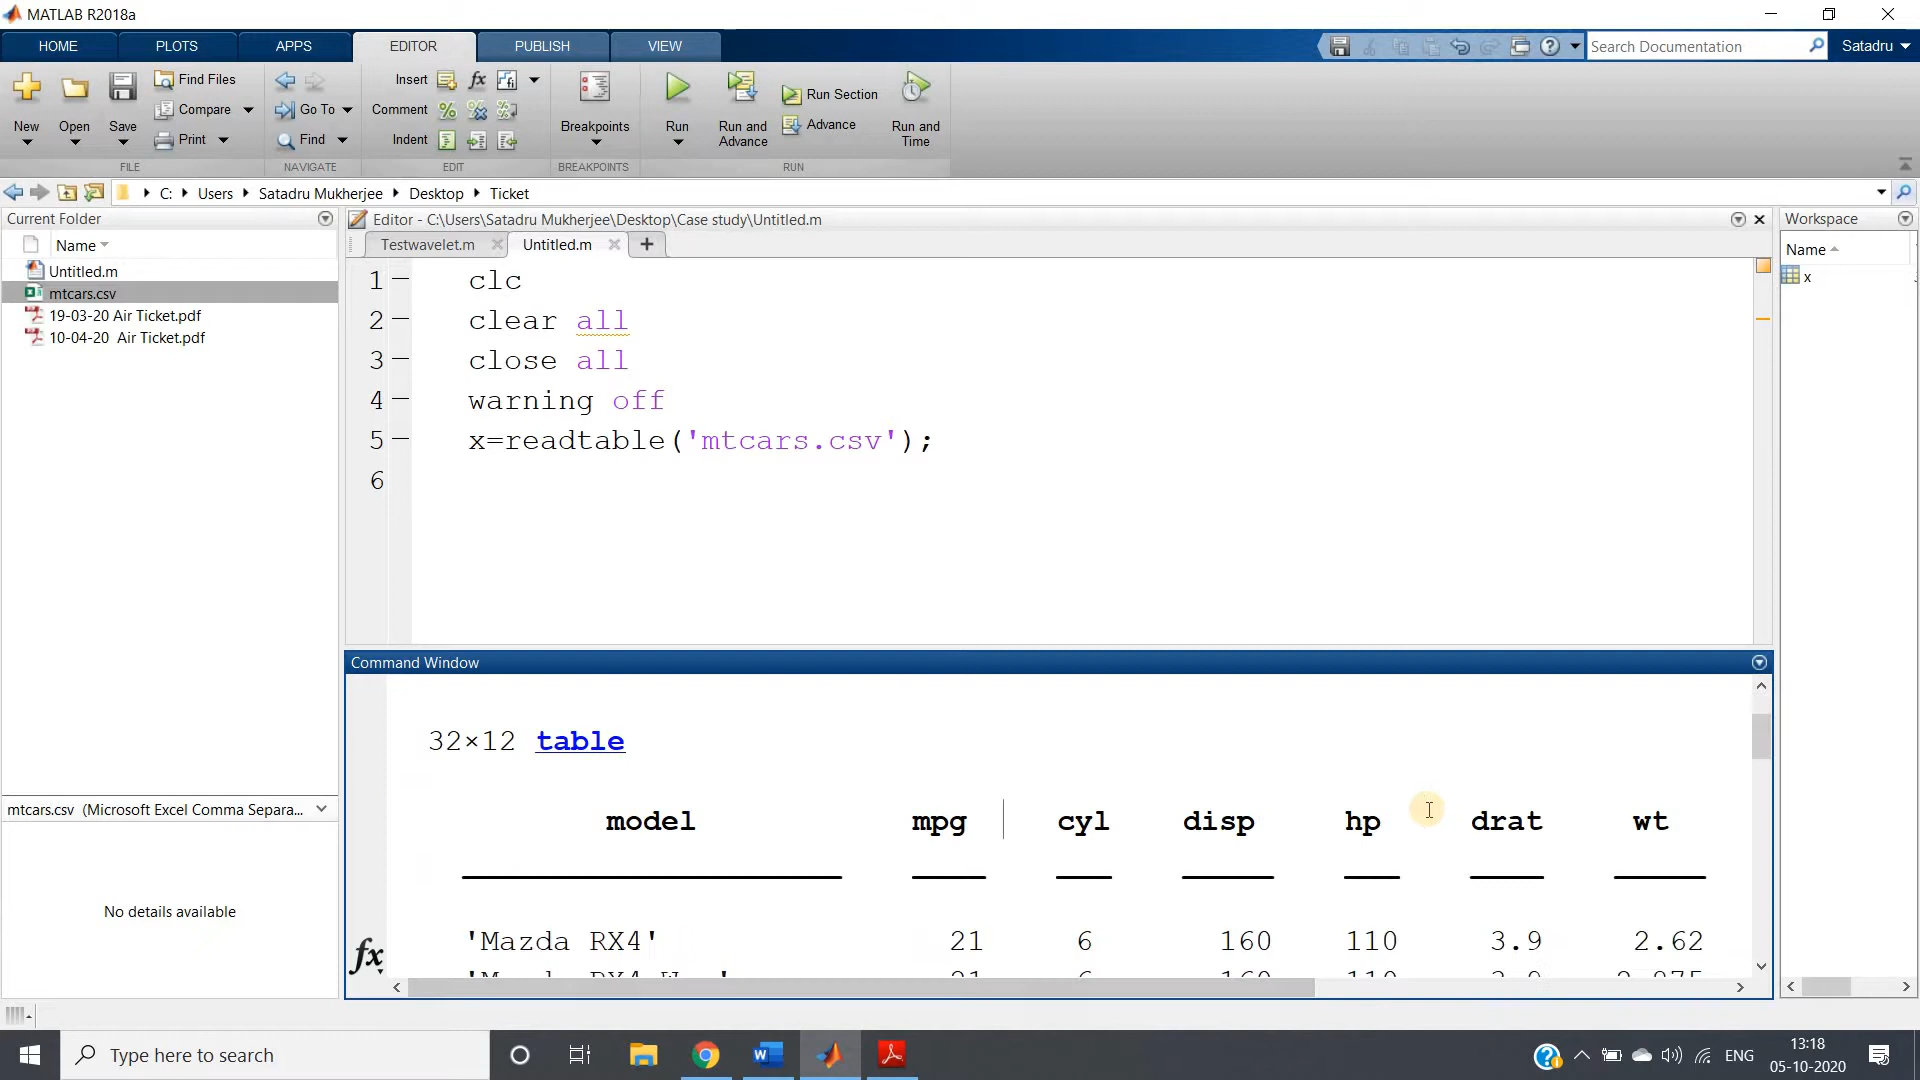 MATLAB R2018a
HOME PLOTS APPS EDITOR PUBLISH VIEW Search Documentation Satadru
Find Files Insert fx
New Open Save Compare Go To Comment Breakpoints Run Run and Advance Run Section Advance Run and Time
Print Find Indent
FILE NAVIGATE EDIT BREAKPOINTS RUN
C: Users Satadru Mukherjee Desktop Ticket
Current Folder
Name
Untitled.m
mtcars.csv
19-03-20 Air Ticket.pdf
10-04-20 Air Ticket.pdf
mtcars.csv (Microsoft Excel Comma Separa...
No details available
Editor - C:\Users\Satadru Mukherjee\Desktop\Case study\Untitled.m
Testwavelet.m Untitled.m
1 clc
2 clear all
3 close all
4 warning off
5 x=readtable('mtcars.csv');
6
Command Window
32×12 table
model mpg cyl disp hp drat wt
'Mazda RX4' 21 6 160 110 3.9 2.62
fx
Workspace
Name
x
Type here to search
ENG
13:18
05-10-2020